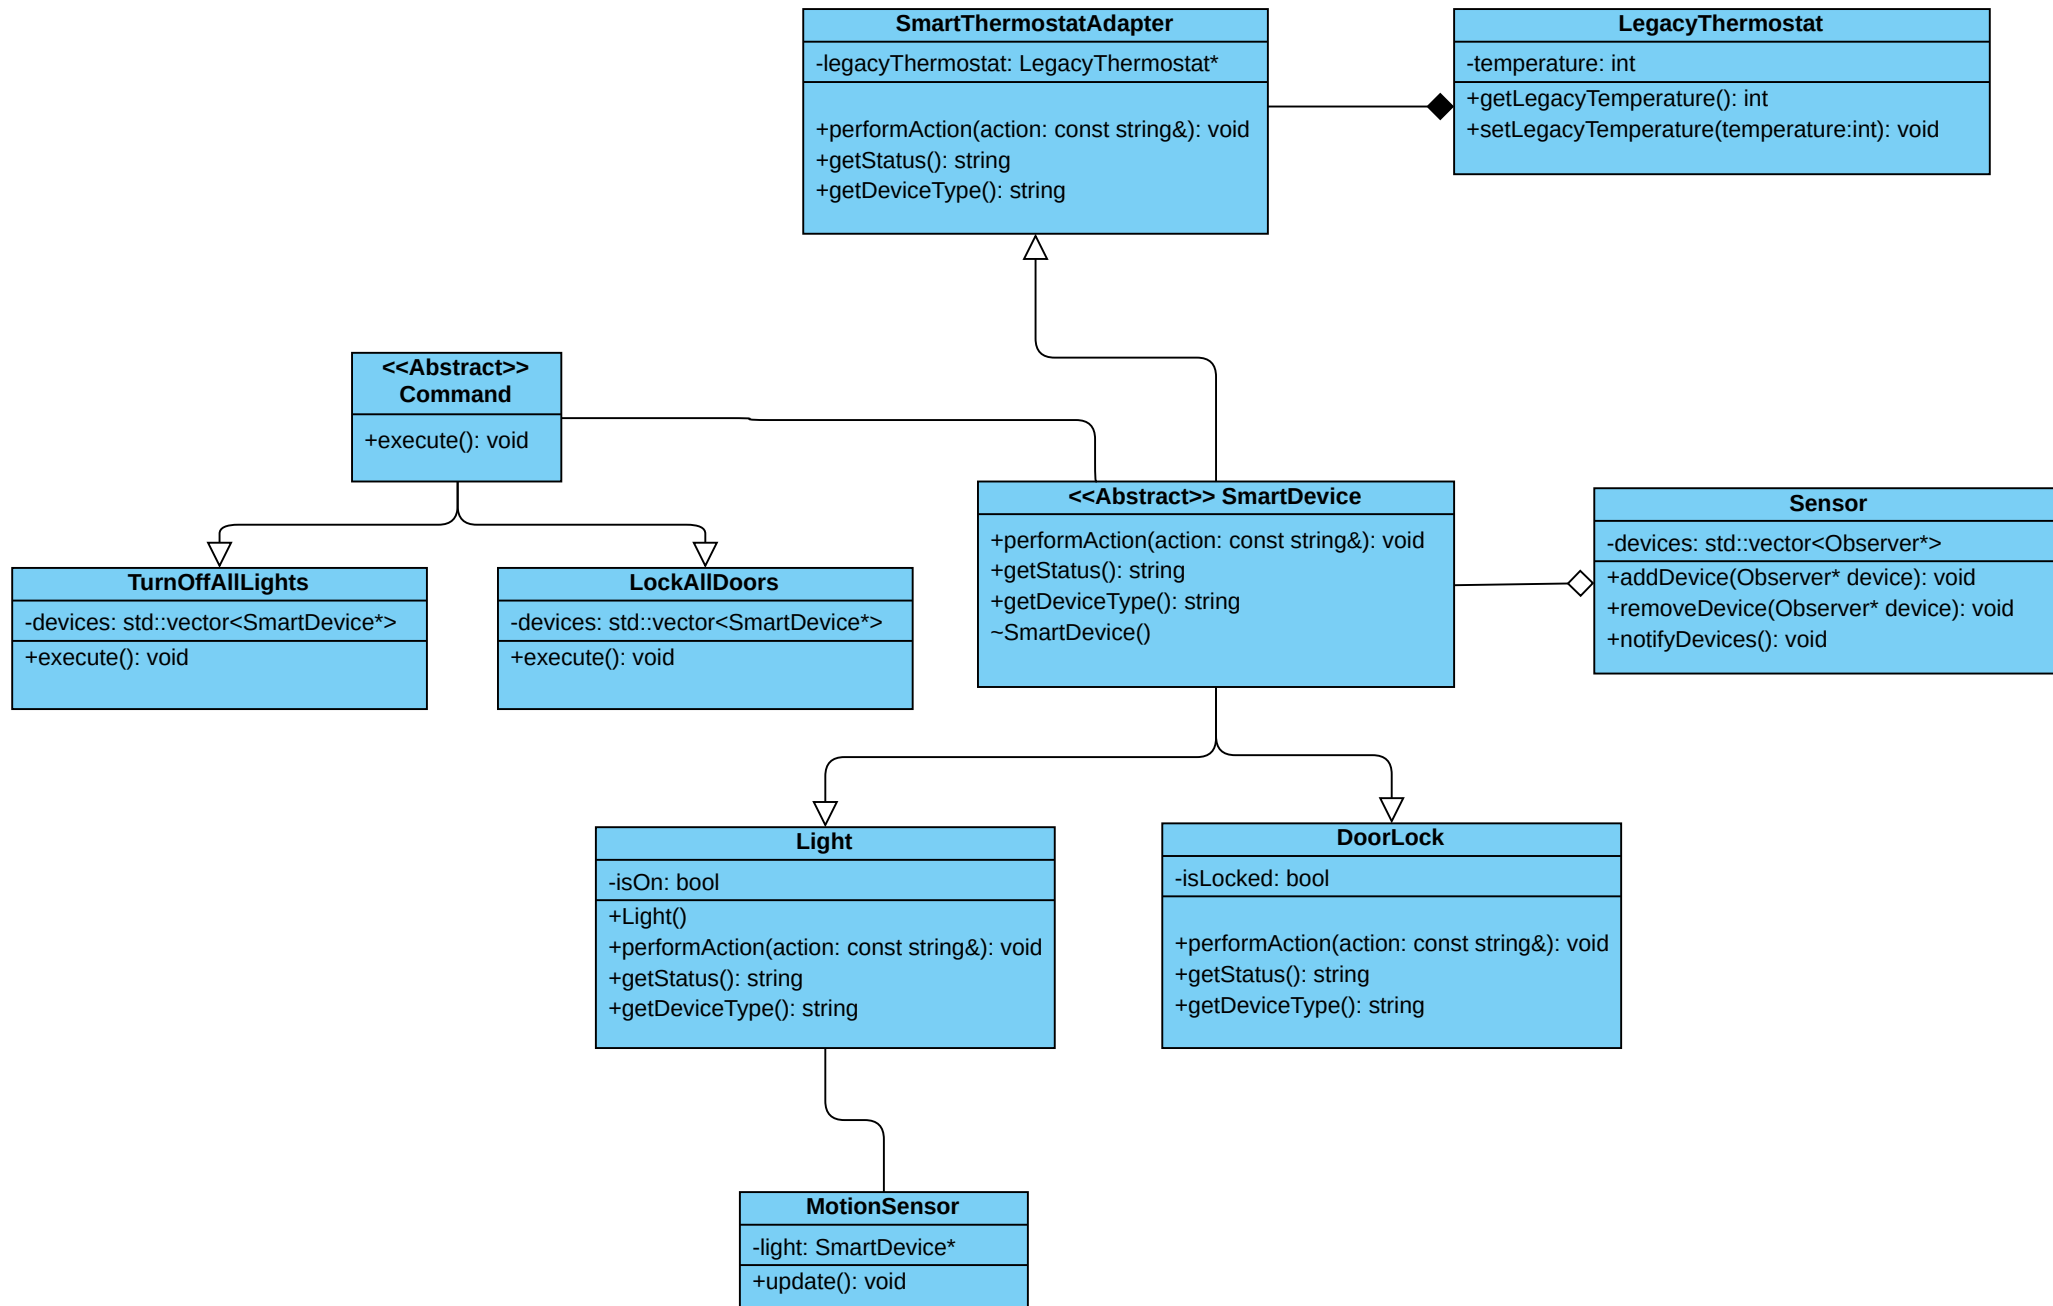 SmartThermostatAdapter
-legacyThermostat: LegacyThermostat*
+performAction(action: const string&): void
+getStatus(): string
+getDeviceType(): string
LegacyThermostat
-temperature: int
+getLegacyTemperature(): int
+setLegacyTemperature(temperature:int): void
<<Abstract>>
Command
+execute(): void
<<Abstract>> SmartDevice
+performAction(action: const string&): void
+getStatus(): string
+getDeviceType(): string
~SmartDevice()
Sensor
-devices: std::vector<Observer*>
+addDevice(Observer* device): void
+removeDevice(Observer* device): void
+notifyDevices(): void
TurnOffAllLights
-devices: std::vector<SmartDevice*>
+execute(): void
LockAllDoors
-devices: std::vector<SmartDevice*>
+execute(): void
Light
-isOn: bool
+Light()
+performAction(action: const string&): void
+getStatus(): string
+getDeviceType(): string
DoorLock
-isLocked: bool
+performAction(action: const string&): void
+getStatus(): string
+getDeviceType(): string
MotionSensor
-light: SmartDevice*
+update(): void